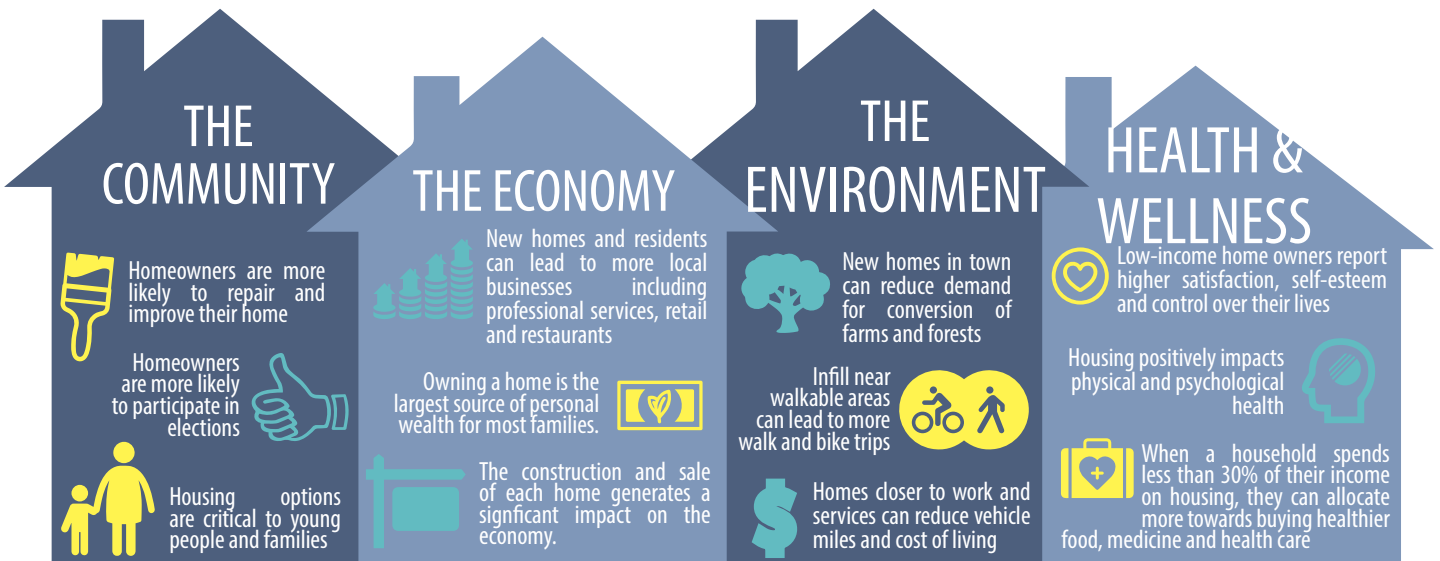 THE
COMMUNITY
Homeowners are more
likely to repair and
improve their home
Homeowners
are more likely
to participate in
elections
Housing options
are critical to young
people and families
THE ECONOMY
New homes and residents
can lead to more local
businesses including
professional services, retail
and restaurants
Owning a home is the
largest source of personal
wealth for most families.
The construction and sale
of each home generates a
signficant impact on the
economy.
THE
ENVIRONMENT
New homes in town
can reduce demand
for conversion of
farms and forests
Infill near
walkable areas
can lead to more
walk and bike trips
Homes closer to work and
services can reduce vehicle
miles and cost of living
HEALTH &
WELLNESS
Low-income home owners report
higher satisfaction, self-esteem
and control over their lives
Housing positively impacts
physical and psychological
health
When a household spends
less than 30% of their income
on housing, they can allocate
more towards buying healthier
food, medicine and health care